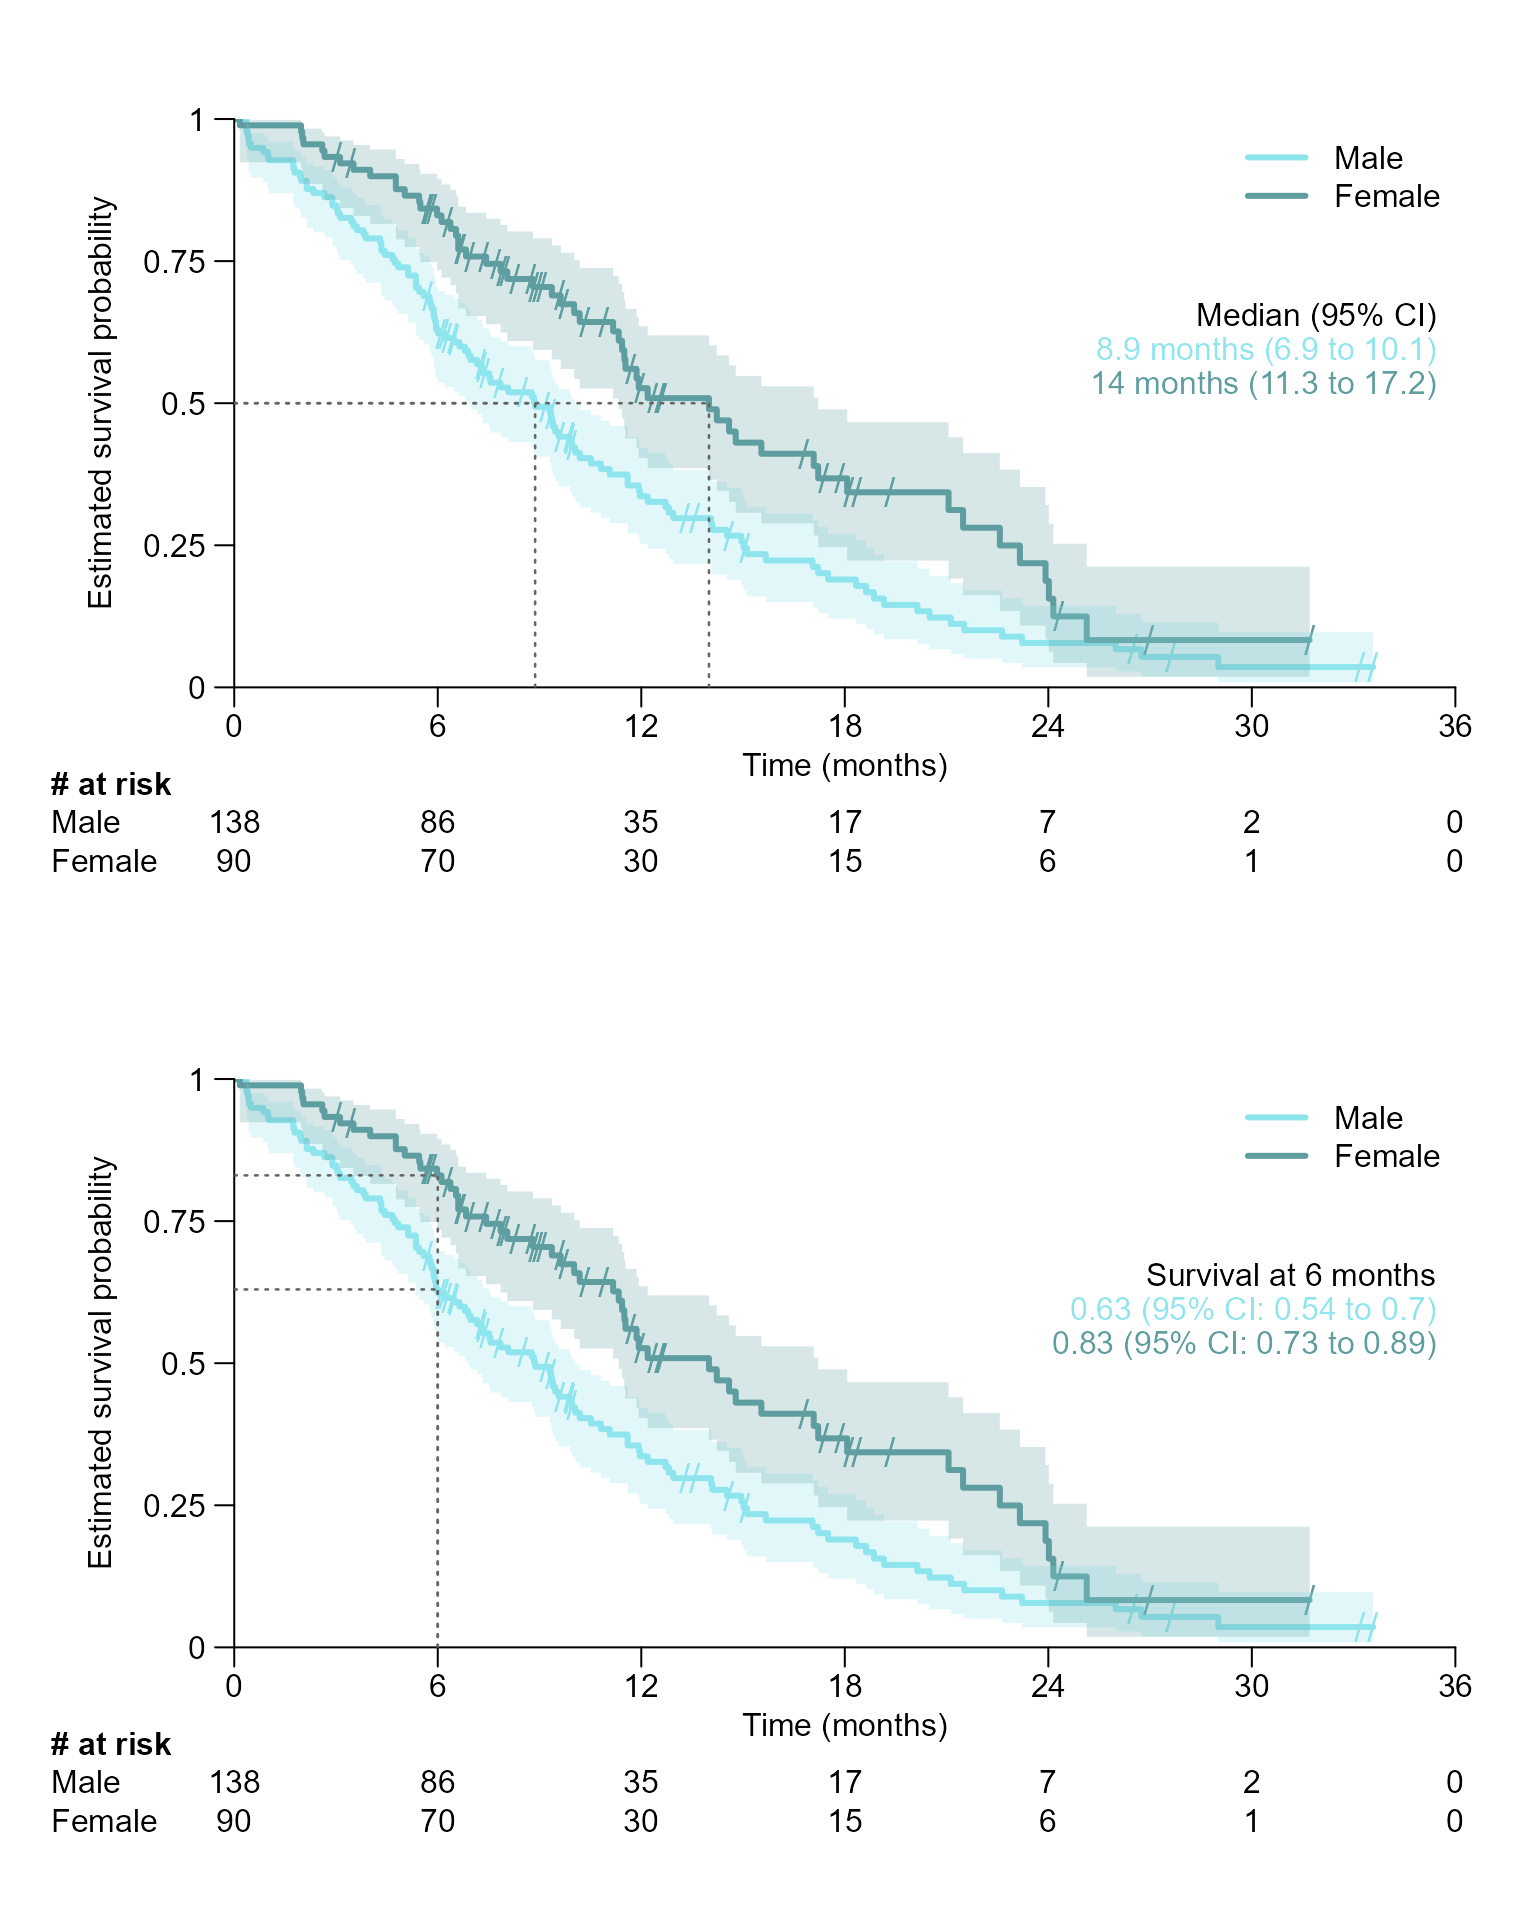 1
0.75
0.5
0.25
0
Estimated survival probability
Male
Female
Median (95% CI)
8.9 months (6.9 to 10.1)
14 months (11.3 to 17.2)
0 6 12 18 24 30 36
Time (months)
# at risk
Male 138 86 35 17 7 2 0
Female 90 70 30 15 6 1 0
1
0.75
0.5
0.25
0
Estimated survival probability
Male
Female
Survival at 6 months
0.63 (95% CI: 0.54 to 0.7)
0.83 (95% CI: 0.73 to 0.89)
0 6 12 18 24 30 36
Time (months)
# at risk
Male 138 86 35 17 7 2 0
Female 90 70 30 15 6 1 0